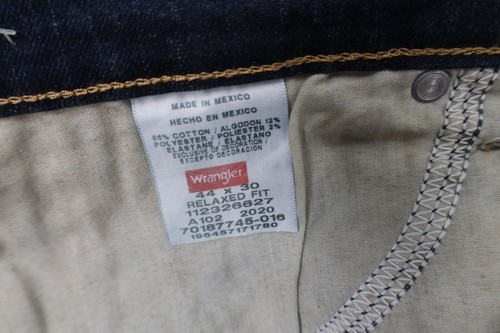 MADE IN MEXICO
HECHO EN MEXICO
86% COTTON / ALGODON 12%
POLYESTER / POLIESTER 2%
ELASTANE / ELASTANO
EXCLUSIVE OF DECORATION /
EXCEPTO DECORACION
Wrangler
44 X 30
RELAXED FIT
112326627
A102 2020
70187745-016
196457171780